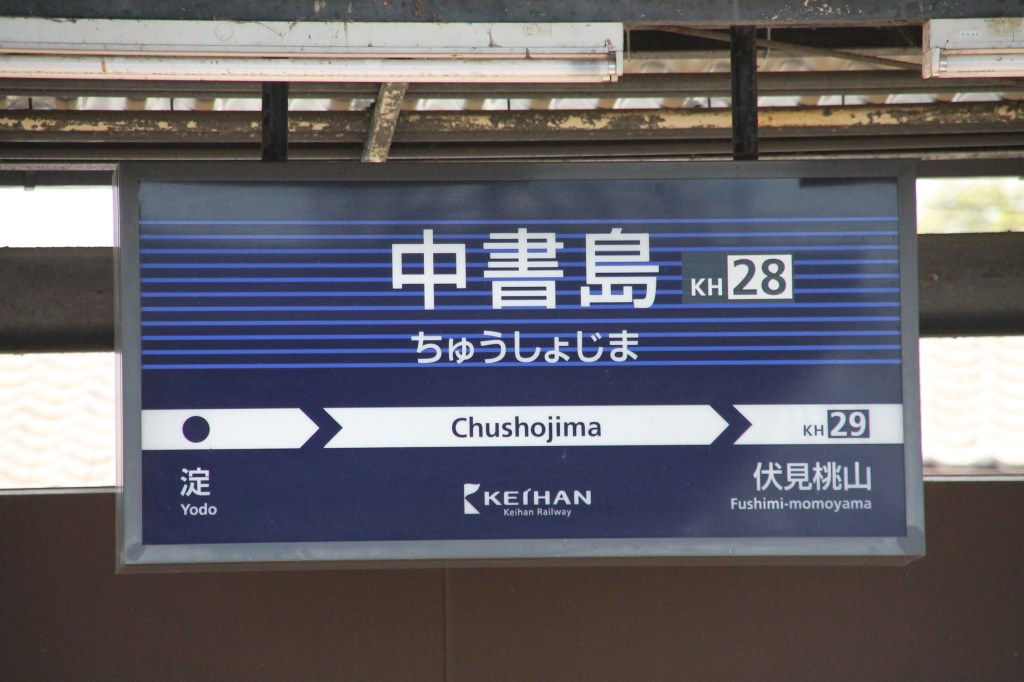 中書島 KH 28
ちゅうしょじま
Chushojima
KH 29
淀
Yodo
伏見桃山
Fushimi-momoyama
KEIHAN
Keihan Railway